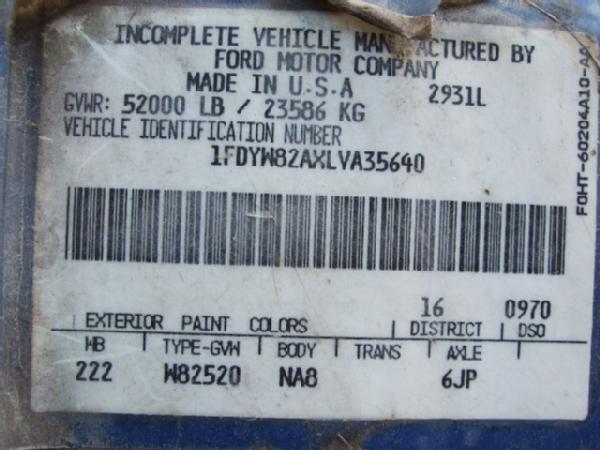 INCOMPLETE VEHICLE MANUFACTURED BY
FORD MOTOR COMPANY
MADE IN U.S.A
2931L
GVWR: 52000 LB / 23586 KG
VEHICLE IDENTIFICATION NUMBER
1FDYW82AXLVA35640
F0HT-60204A10-AA
16 0970
EXTERIOR PAINT COLORS DISTRICT DSO
WB TYPE-GVW BODY TRANS AXLE
222 W82520 NA8 6JP